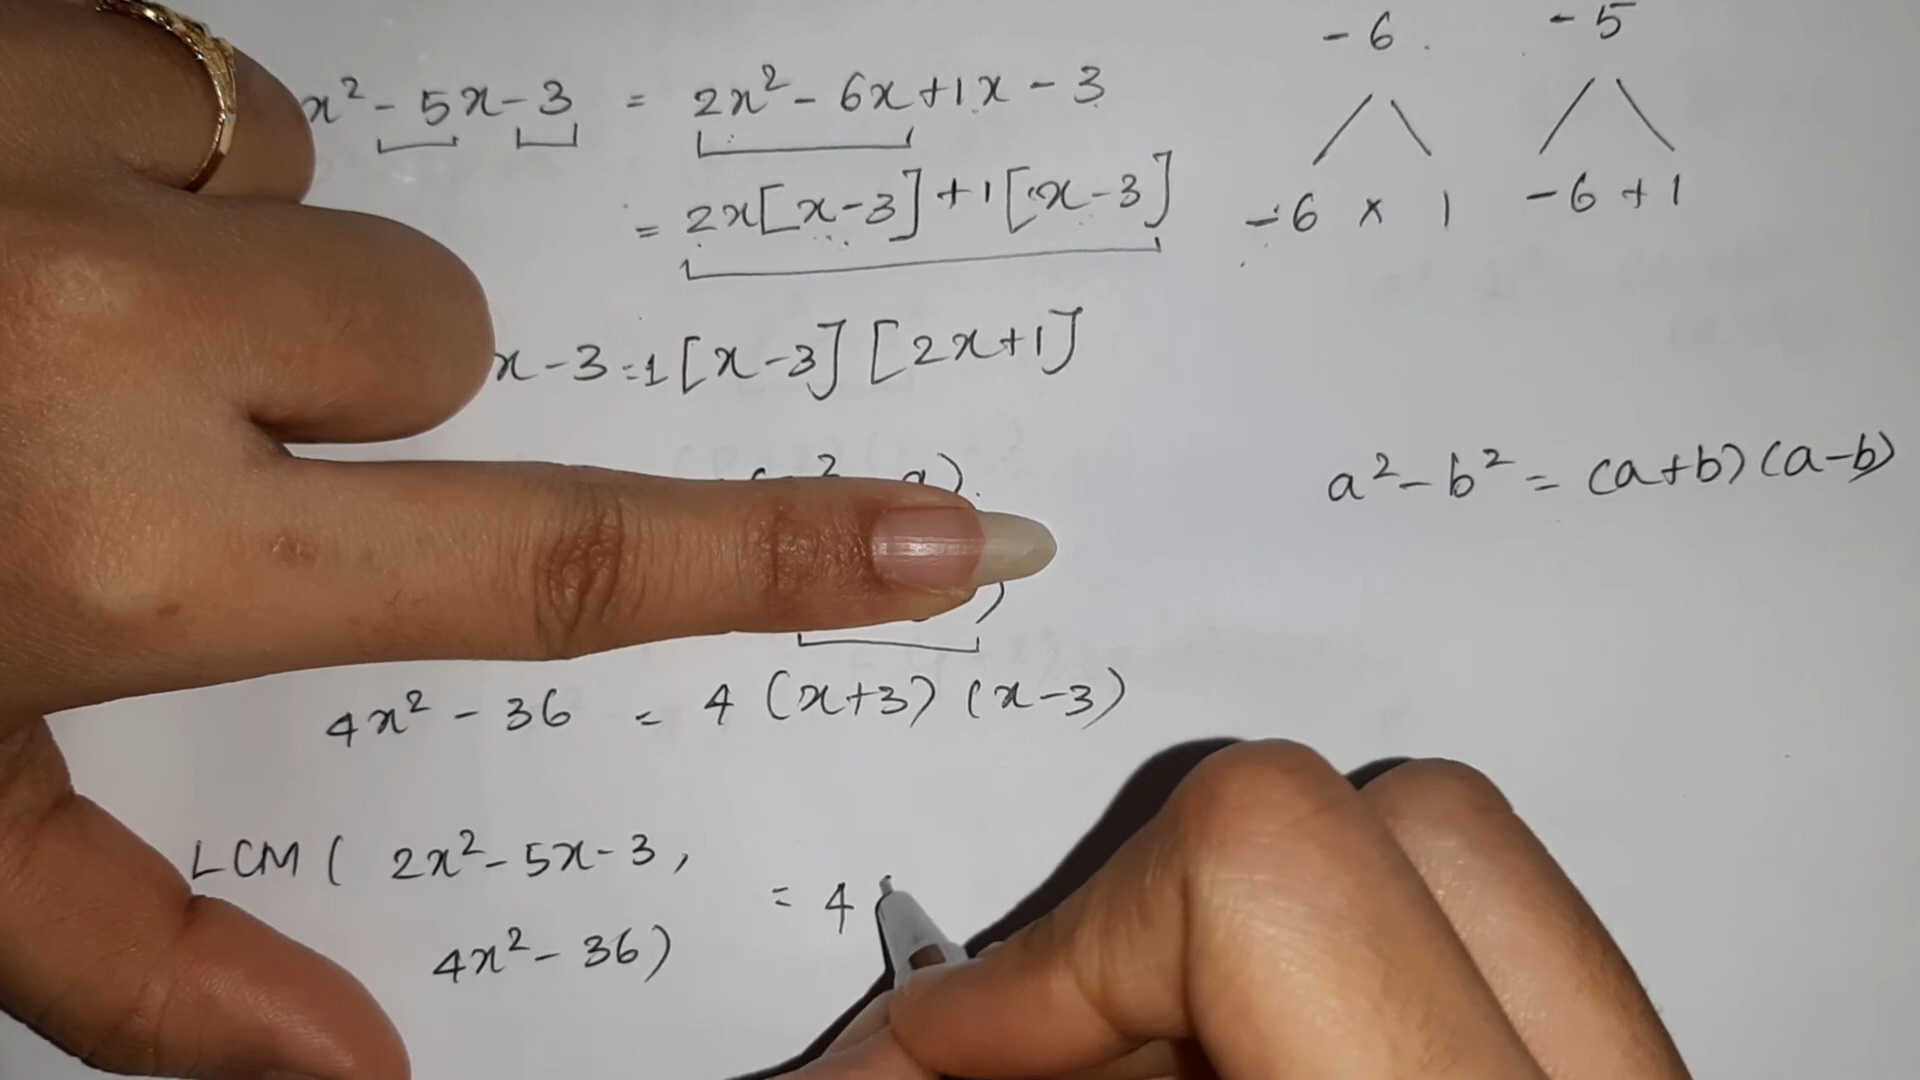 x² - 5x - 3 = 2x² - 6x + 1x - 3
= 2x[x-3] + 1[x-3]
x - 3 = 1[x-3] [2x+1]
- 6
- 5
-6 × 1
-6 + 1
a² - b² = (a+b) (a-b)
4x² - 36 = 4 (x+3) (x-3)
LCM ( 2x² - 5x - 3 ,
4x² - 36)
= 4